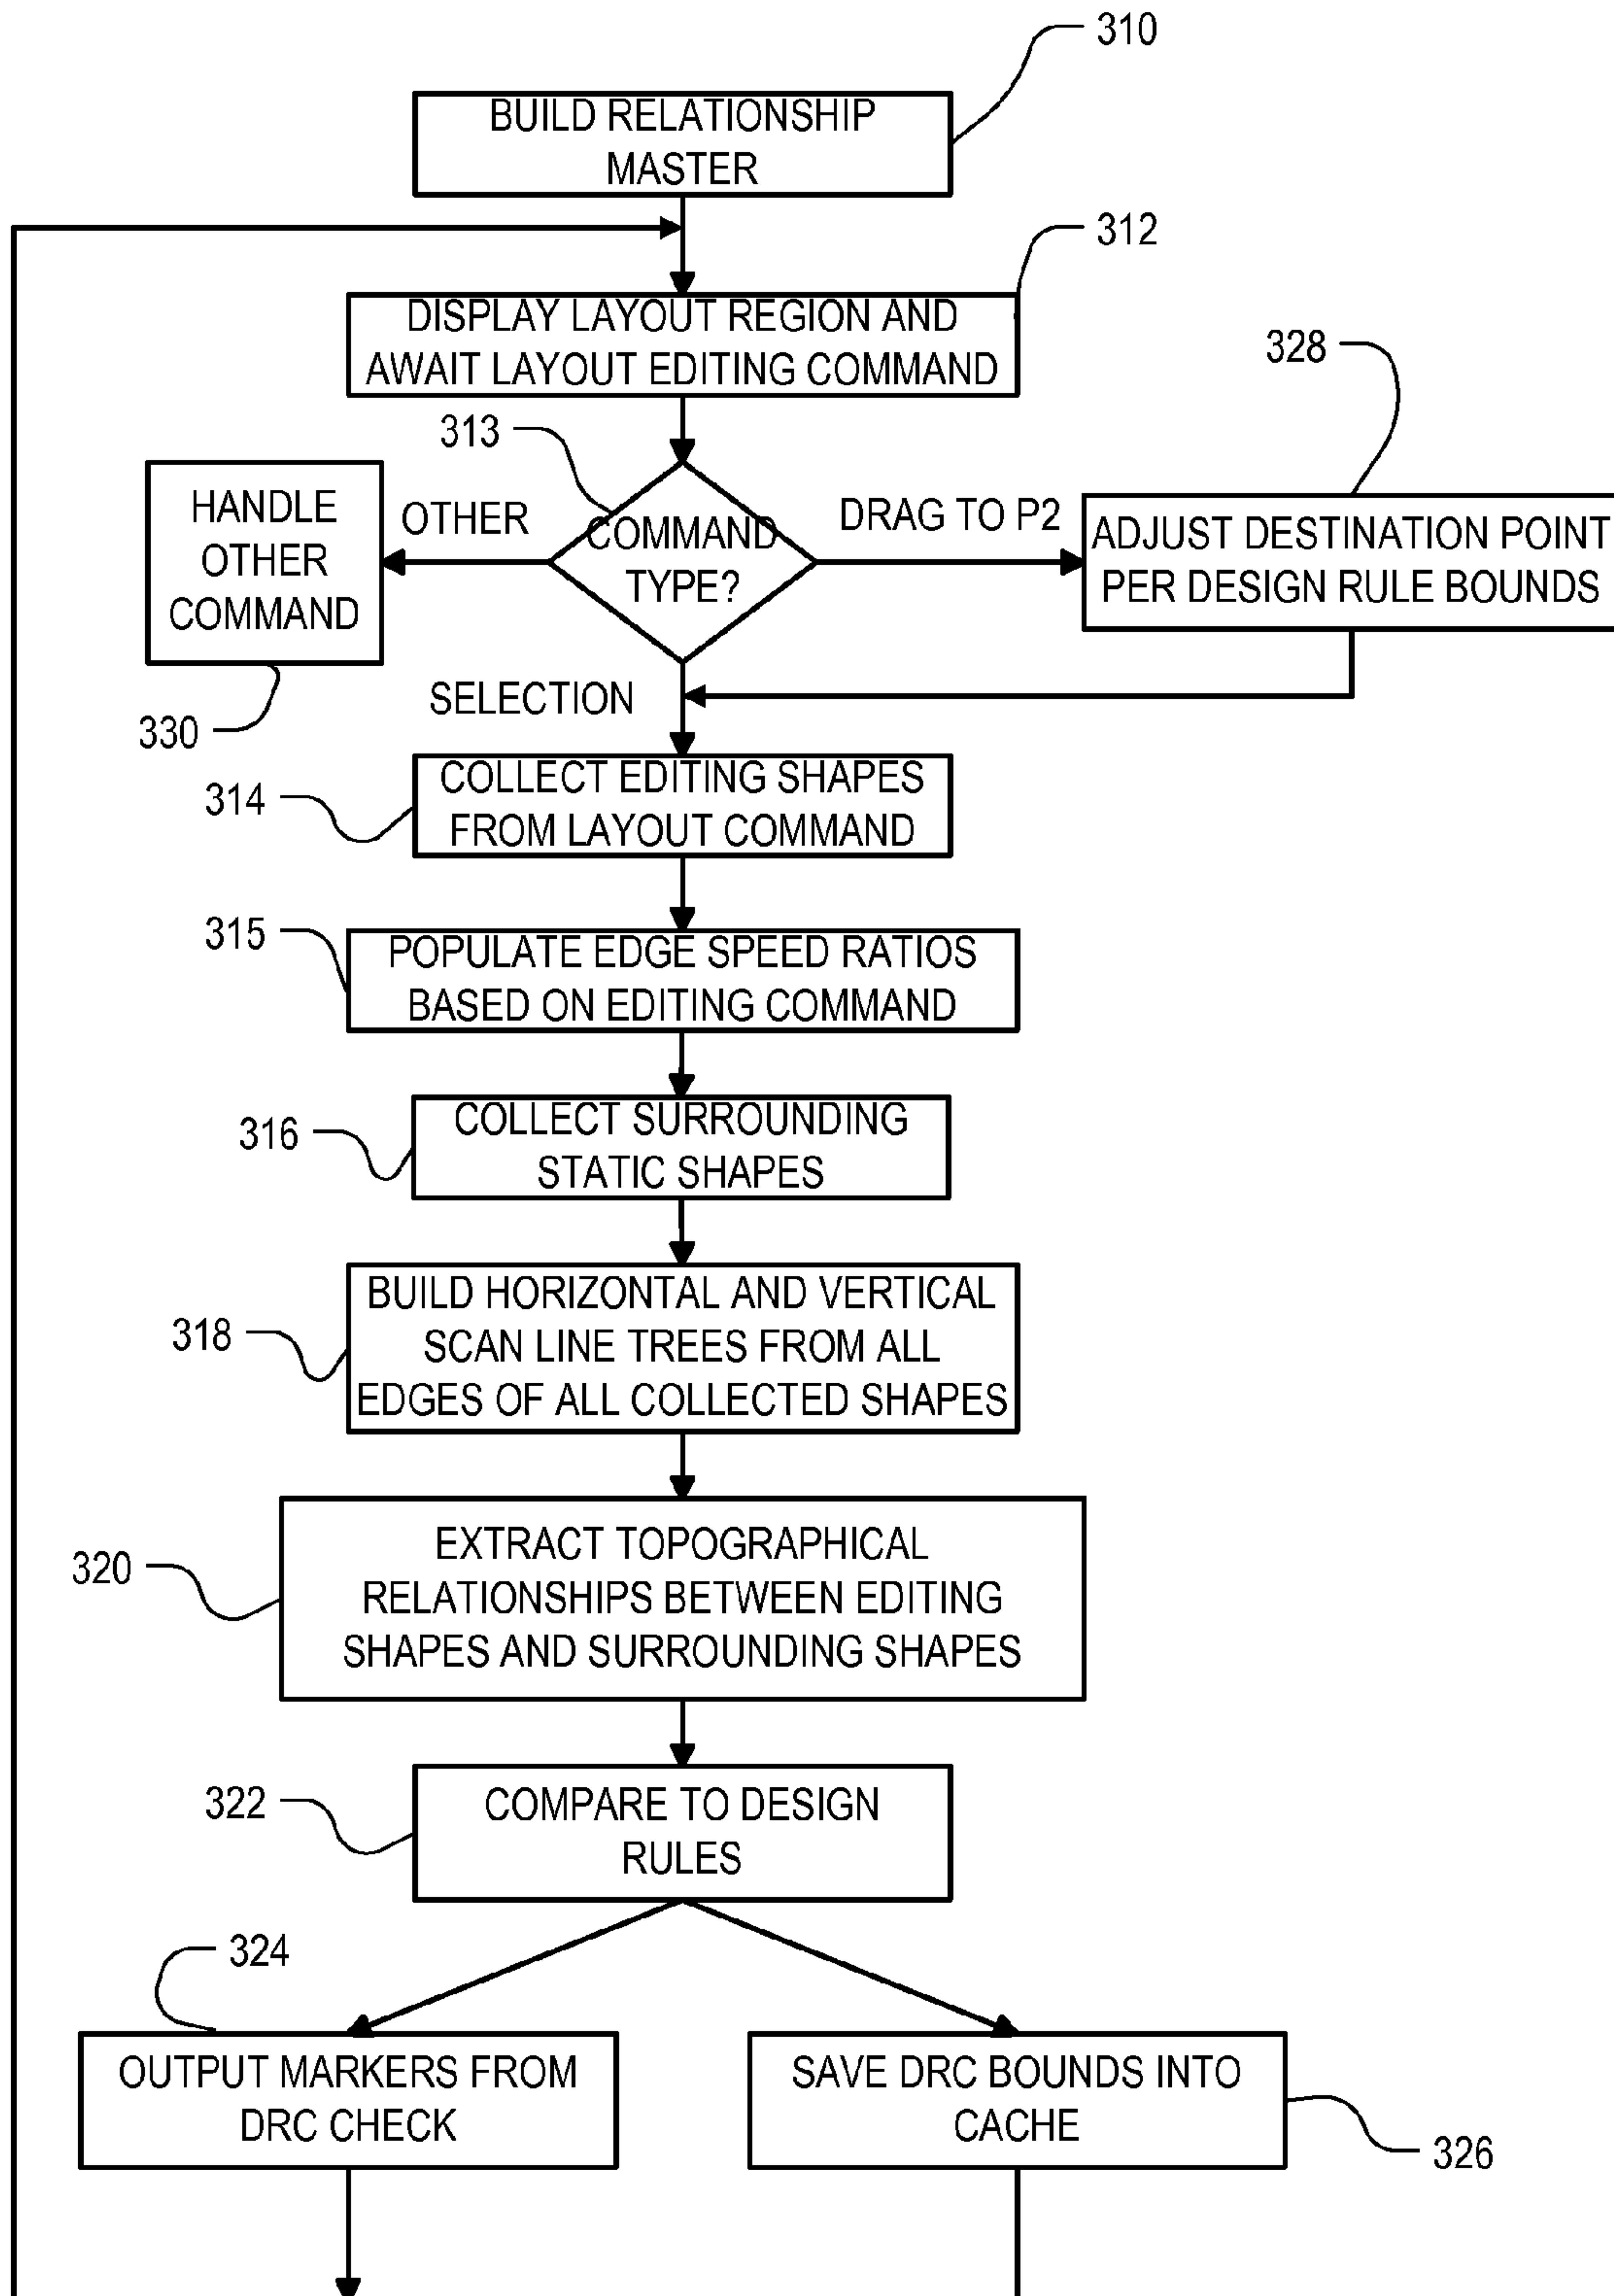 310
BUILD RELATIONSHIP
MASTER
312
DISPLAY LAYOUT REGION AND
AWAIT LAYOUT EDITING COMMAND
328
313
HANDLE
OTHER
COMMAND
OTHER
COMMAND
TYPE?
DRAG TO P2
ADJUST DESTINATION POINT
PER DESIGN RULE BOUNDS
SELECTION
330
314
COLLECT EDITING SHAPES
FROM LAYOUT COMMAND
315
POPULATE EDGE SPEED RATIOS
BASED ON EDITING COMMAND
316
COLLECT SURROUNDING
STATIC SHAPES
318
BUILD HORIZONTAL AND VERTICAL
SCAN LINE TREES FROM ALL
EDGES OF ALL COLLECTED SHAPES
320
EXTRACT TOPOGRAPHICAL
RELATIONSHIPS BETWEEN EDITING
SHAPES AND SURROUNDING SHAPES
322
COMPARE TO DESIGN
RULES
324
OUTPUT MARKERS FROM
DRC CHECK
SAVE DRC BOUNDS INTO
CACHE
326